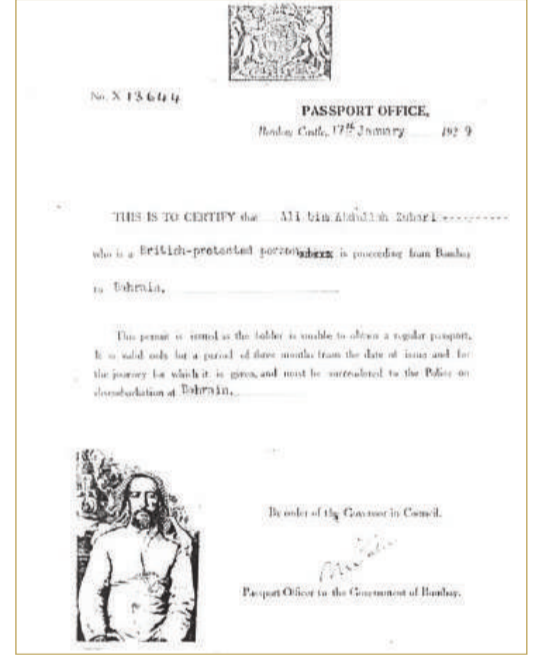 No. X 13644
PASSPORT OFFICE,
Bombay Castle, 17th January 1929
THIS IS TO CERTIFY that Ali bin Abdullah Zubari ----------
who is a British-protected person is proceeding from Bombay
to Bahrain.
This permit is issued as the holder is unable to obtain a regular passport.
It is valid only for a period of three months from the date of issue and for
the journey for which it is given, and must be surrendered to the Police on
disembarkation at Bahrain.
By order of the Governor in Council.
Passport Officer to the Government of Bombay.